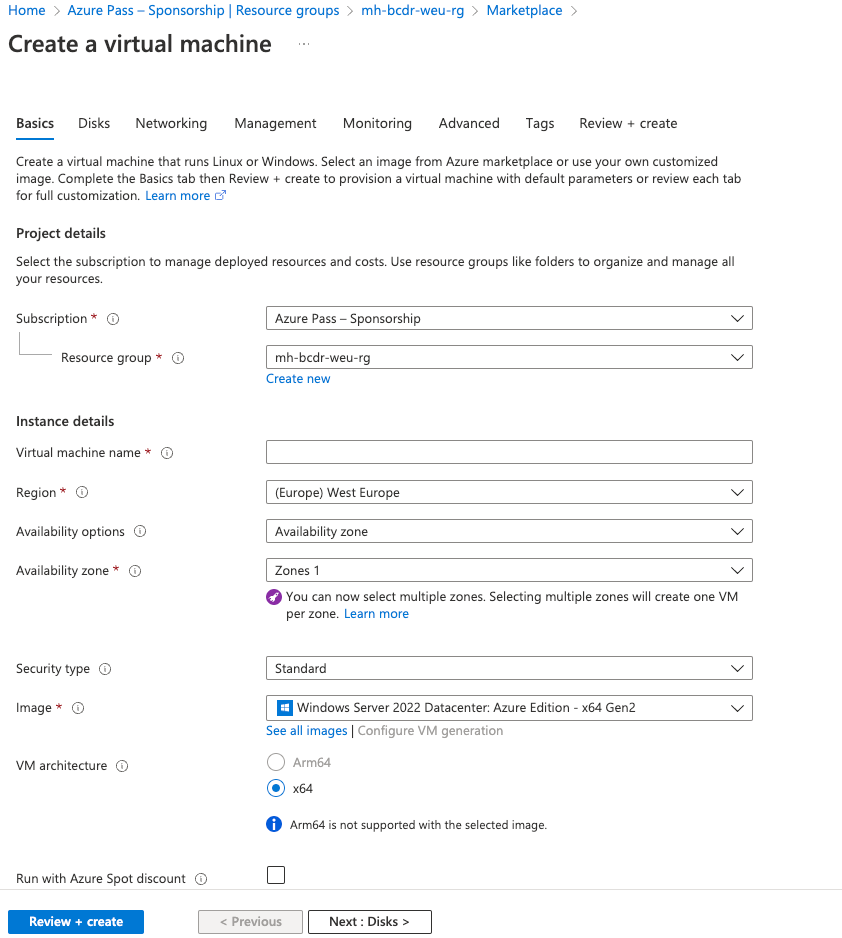 Home > Azure Pass – Sponsorship | Resource groups > mh-bcdr-weu-rg > Marketplace >
Create a virtual machine ...
Basics Disks Networking Management Monitoring Advanced Tags Review + create
Create a virtual machine that runs Linux or Windows. Select an image from Azure marketplace or use your own customized
image. Complete the Basics tab then Review + create to provision a virtual machine with default parameters or review each tab
for full customization. Learn more
Project details
Select the subscription to manage deployed resources and costs. Use resource groups like folders to organize and manage all
your resources.
Subscription *
Azure Pass – Sponsorship
Resource group *
mh-bcdr-weu-rg
Create new
Instance details
Virtual machine name *
Region *
(Europe) West Europe
Availability options
Availability zone
Availability zone *
Zones 1
You can now select multiple zones. Selecting multiple zones will create one VM
per zone. Learn more
Security type
Standard
Image *
Windows Server 2022 Datacenter: Azure Edition - x64 Gen2
See all images | Configure VM generation
VM architecture
Arm64
x64
Arm64 is not supported with the selected image.
Run with Azure Spot discount
Review + create
< Previous
Next : Disks >